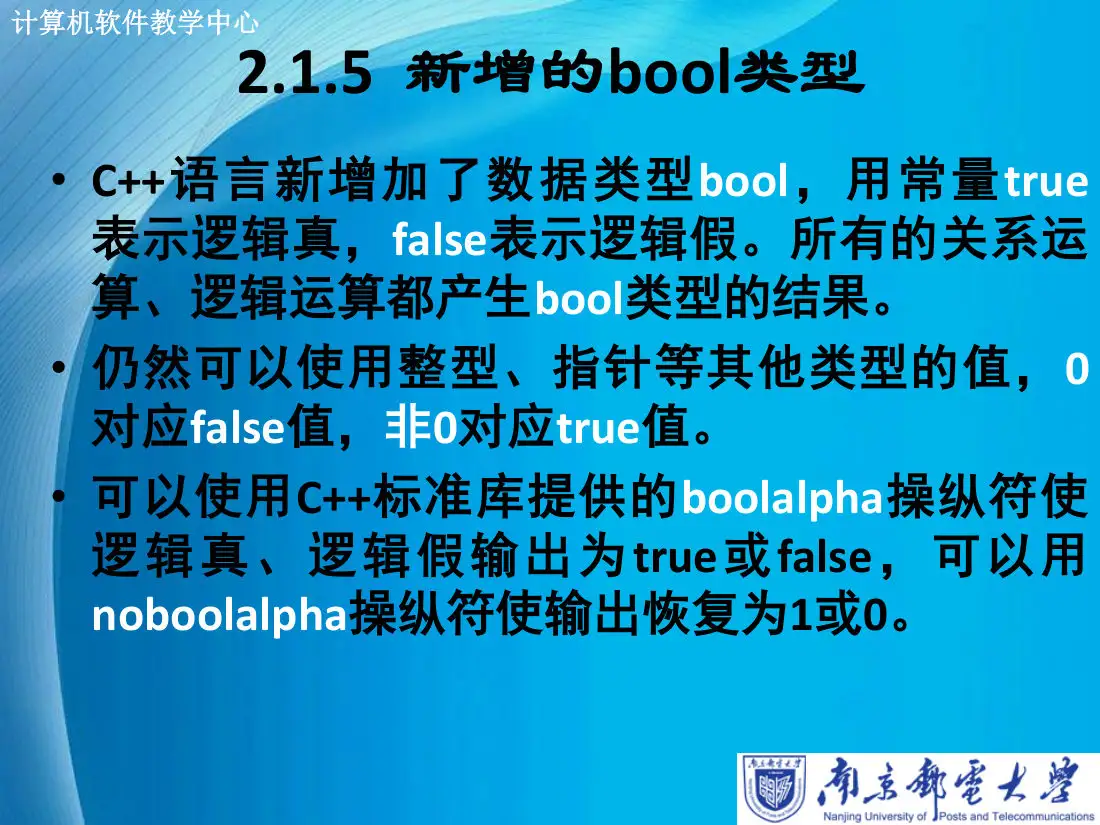 计算机软件教学中心
2.1.5 新增的bool类型
• C++语言新增加了数据类型bool，用常量true
表示逻辑真，false表示逻辑假。所有的关系运
算、逻辑运算都产生bool类型的结果。
• 仍然可以使用整型、指针等其他类型的值，0
对应false值，非0对应true值。
• 可以使用C++标准库提供的boolalpha操纵符使
逻辑真、逻辑假输出为true或false，可以用
noboolalpha操纵符使输出恢复为1或0。
南京邮电大学
Nanjing University of Posts and Telecommunications